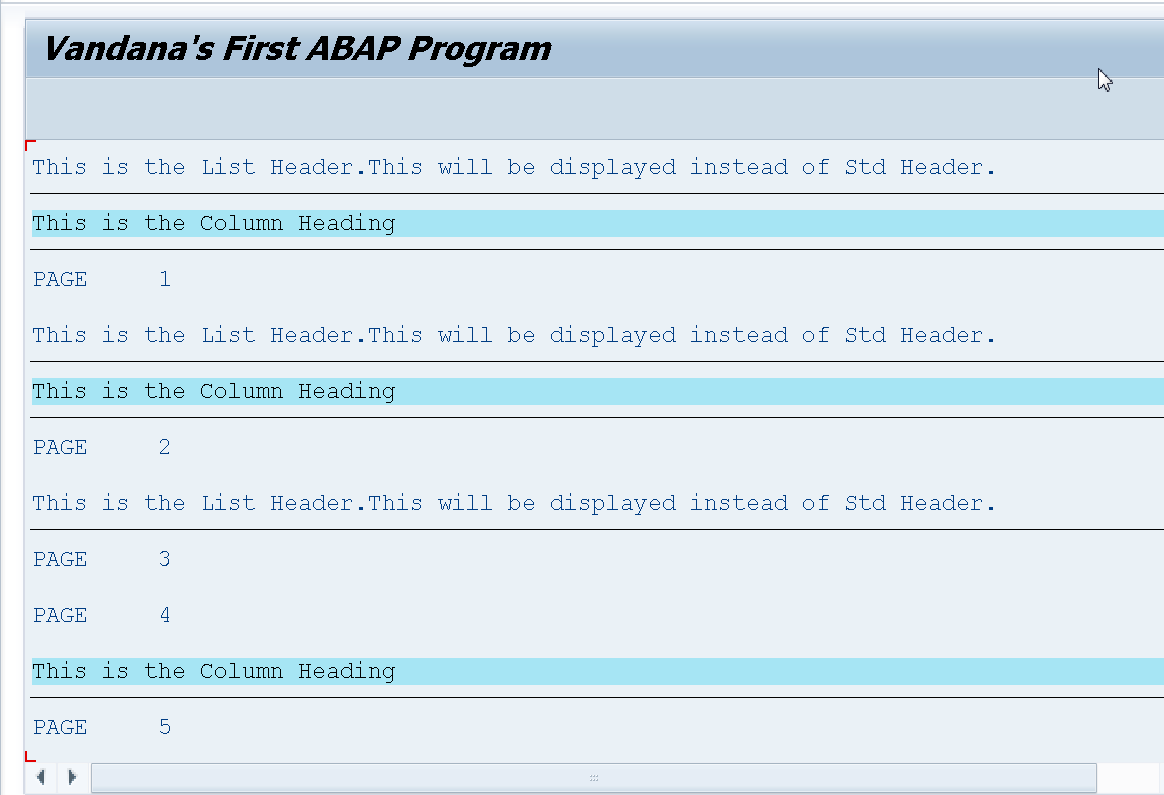 Vandana's First ABAP Program
This is the List Header.This will be displayed instead of Std Header.
This is the Column Heading
PAGE 1
This is the List Header.This will be displayed instead of Std Header.
This is the Column Heading
PAGE 2
This is the List Header.This will be displayed instead of Std Header.
PAGE 3
PAGE 4
This is the Column Heading
PAGE 5